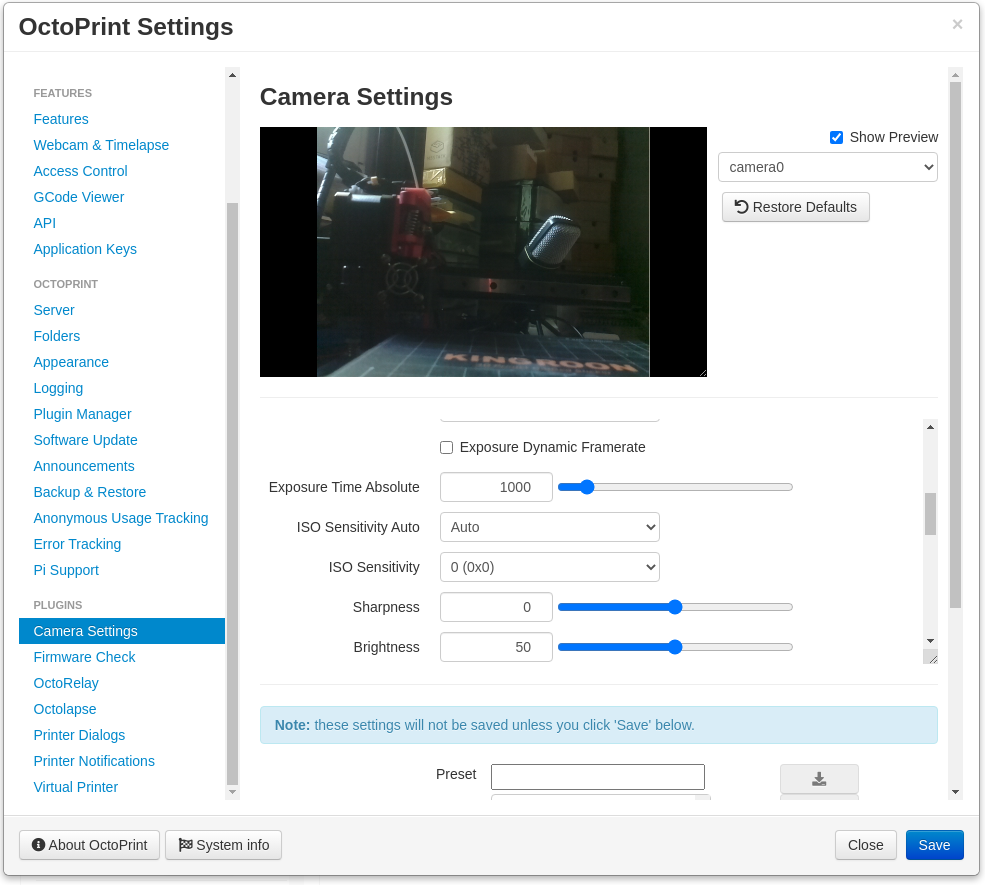 OctoPrint Settings
×
FEATURES
Features
Webcam & Timelapse
Access Control
GCode Viewer
API
Application Keys
OCTOPRINT
Server
Folders
Appearance
Logging
Plugin Manager
Software Update
Announcements
Backup & Restore
Anonymous Usage Tracking
Error Tracking
Pi Support
PLUGINS
Camera Settings
Firmware Check
OctoRelay
Octolapse
Printer Dialogs
Printer Notifications
Virtual Printer
Camera Settings
KINGROON
Show Preview
camera0
Restore Defaults
Exposure Dynamic Framerate
Exposure Time Absolute 1000
ISO Sensitivity Auto Auto
ISO Sensitivity 0 (0x0)
Sharpness 0
Brightness 50
Note: these settings will not be saved unless you click 'Save' below.
Preset
About OctoPrint System info Close Save